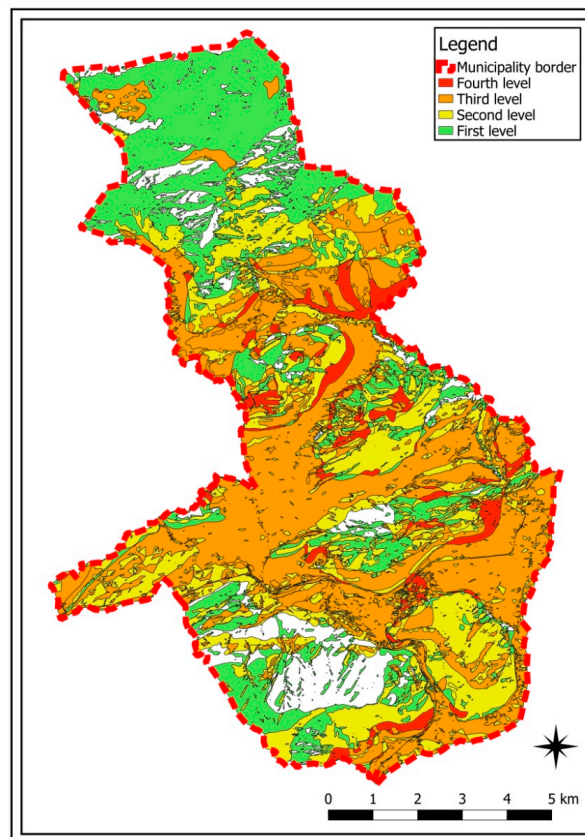 Legend
Municipality border
Fourth level
Third level
Second level
First level
0 1 2 3 4 5 km